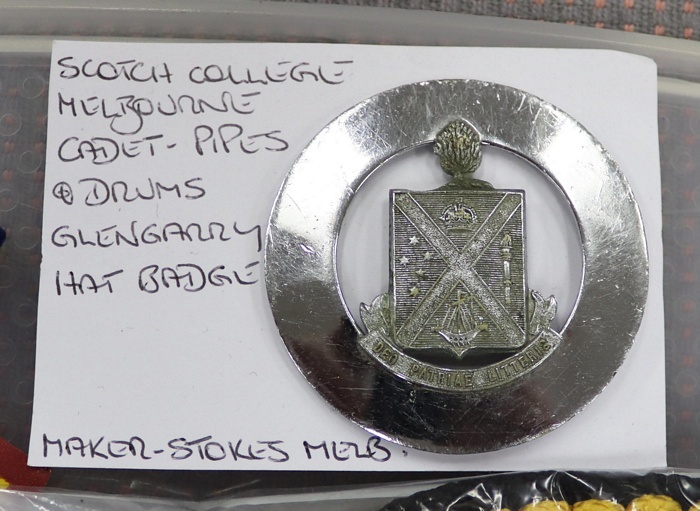 SCOTCH COLLEGE
MELBOURNE
CADET-PIPES
& DRUMS
GLENGARRY
HAT BADGE
DEO PATRIAE LITTERIS
MAKER-STOKES MELB.